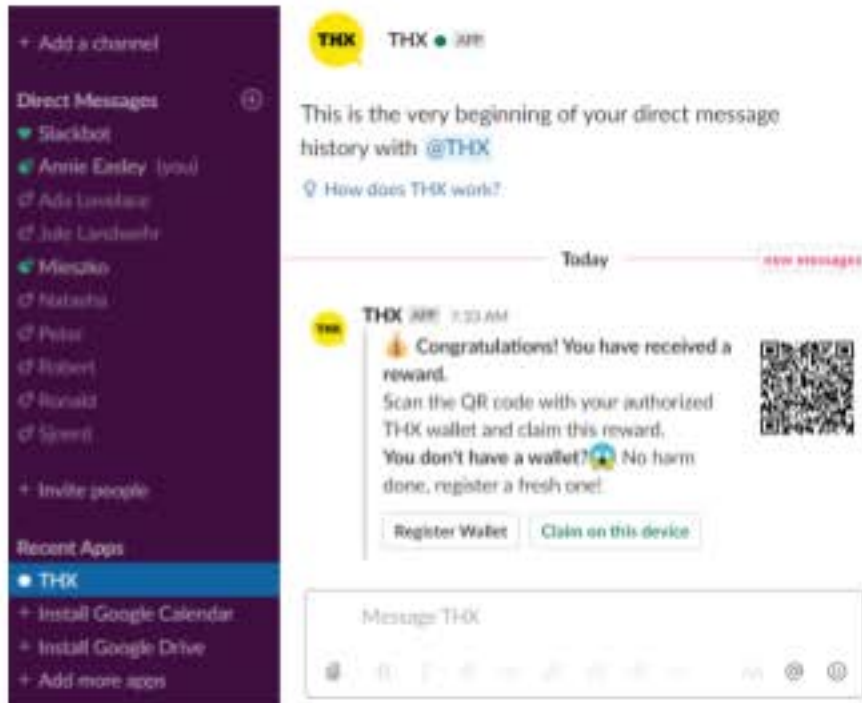 + Add a channel
Direct Messages
Slackbot
Annie Easley (you)
Ada Lovelace
Jule Landwehr
Mieszko
Natasha
Peter
Robert
Ronald
Sjoerd
+ Invite people
Recent Apps
THX
+ Install Google Calendar
+ Install Google Drive
+ Add more apps
THX
THX APP
This is the very beginning of your direct message
history with @THX
How does THX work?
Today
new messages
THX
THX APP 7:33 AM
Congratulations! You have received a
reward.
Scan the QR code with your authorized
THX wallet and claim this reward.
You don't have a wallet? No harm
done, register a fresh one!
Register Wallet
Claim on this device
Message THX